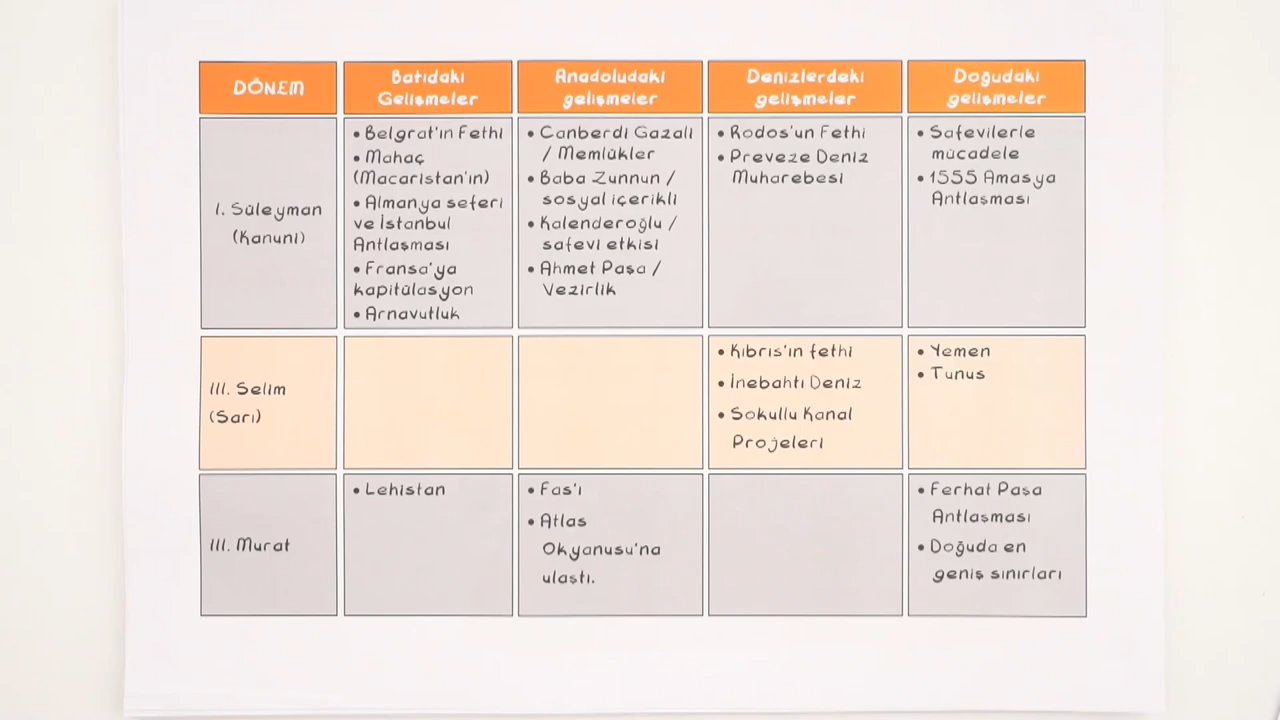 DÖNEM
Batıdaki
Gelişmeler
Anadoludaki
gelişmeler
Denizlerdeki
gelişmeler
Doğudaki
gelişmeler
I. Süleyman
(Kanuni)
• Belgrat'ın Fethi
• Mohaç
(Macaristan'ın)
• Almanya seferi
ve İstanbul
Antlaşması
• Fransa'ya
kapitülasyon
• Arnavutluk
• Canberdi Gazali
/ Memlükler
• Baba Zunnun /
sosyal içerikli
• Kalenderoğlu /
safevi etkisi
• Ahmet Paşa /
Vezirlik
• Rodos'un Fethi
• Preveze Deniz
Muharebesi
• Safevilerle
mücadele
• 1555 Amasya
Antlaşması
III. Selim
(Sarı)
• Kıbrıs'ın fethi
• İnebahtı Deniz
• Sokullu Kanal
Projeleri
• Yemen
• Tunus
III. Murat
• Lehistan
• Fas'ı
• Atlas
Okyanusu'na
ulaştı.
• Ferhat Paşa
Antlaşması
• Doğuda en
geniş sınırları